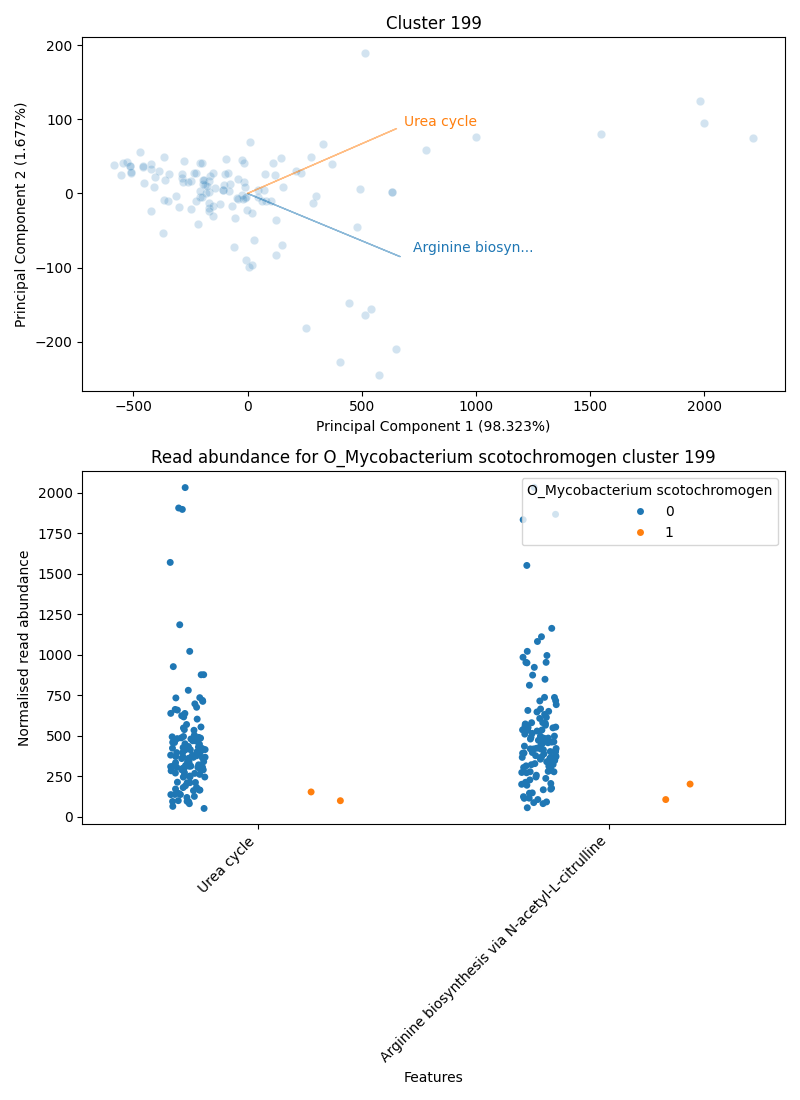 Cluster 199
200
100
0
−100
−200
Principal Component 2 (1.677%)
Urea cycle
Arginine biosyn...
−500
0
500
1000
1500
2000
Principal Component 1 (98.323%)
Read abundance for O_Mycobacterium scotochromogen cluster 199
2000
1750
1500
1250
1000
750
500
250
0
Normalised read abundance
O_Mycobacterium scotochromogen
0
1
Urea cycle
Arginine biosynthesis via N-acetyl-L-citrulline
Features